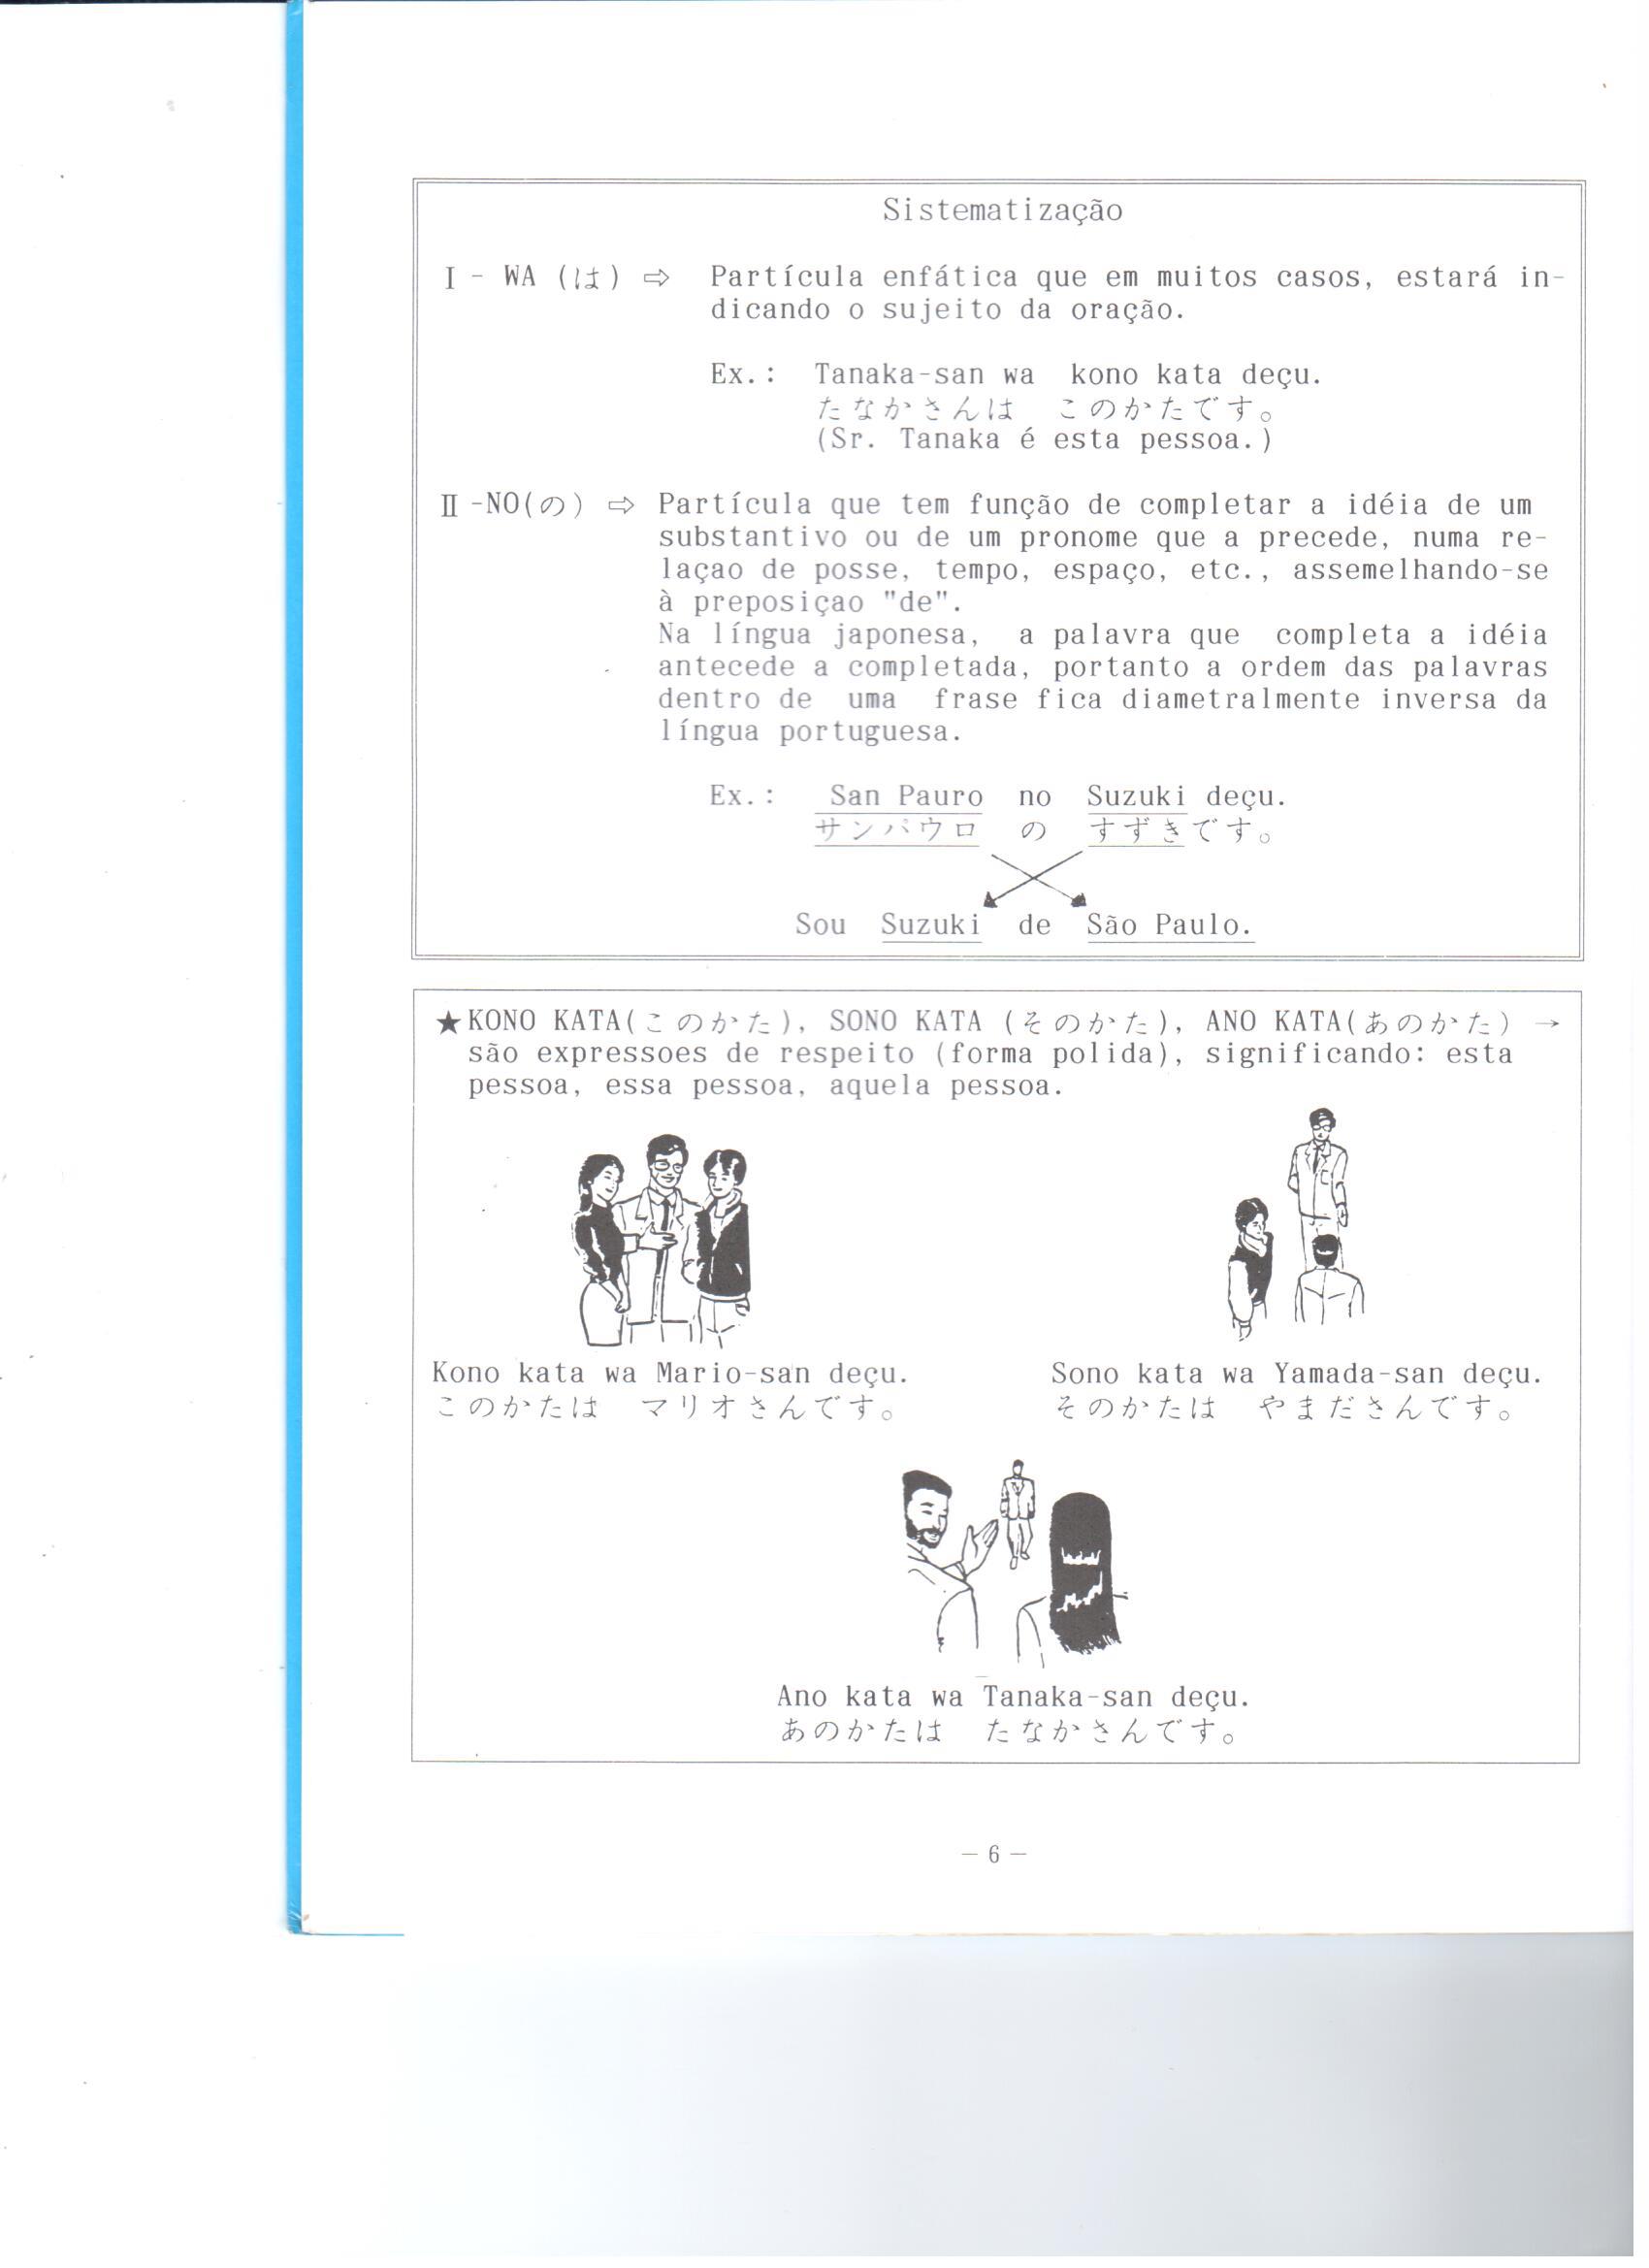 Sistematização
I - WA (は) ⇨ Partícula enfática que em muitos casos, estará in-
dicando o sujeito da oração.
Ex.: Tanaka-san wa kono kata deçu.
たなかさんは このかたです。
(Sr. Tanaka é esta pessoa.)
II -NO(の) ⇨ Partícula que tem função de completar a idéia de um
substantivo ou de um pronome que a precede, numa re-
laçao de posse, tempo, espaço, etc., assemelhando-se
à preposiçao "de".
Na língua japonesa, a palavra que completa a idéia
antecede a completada, portanto a ordem das palavras
dentro de uma frase fica diametralmente inversa da
língua portuguesa.
Ex.: San Pauro no Suzuki deçu.
サンパウロ の すずきです。
Sou Suzuki de São Paulo.
★KONO KATA(このかた), SONO KATA (そのかた), ANO KATA(あのかた) →
são expressoes de respeito (forma polida), significando: esta
pessoa, essa pessoa, aquela pessoa.
Kono kata wa Mario-san deçu.
このかたは マリオさんです。
Sono kata wa Yamada-san deçu.
そのかたは やまださんです。
Ano kata wa Tanaka-san deçu.
あのかたは たなかさんです。
— 6 —